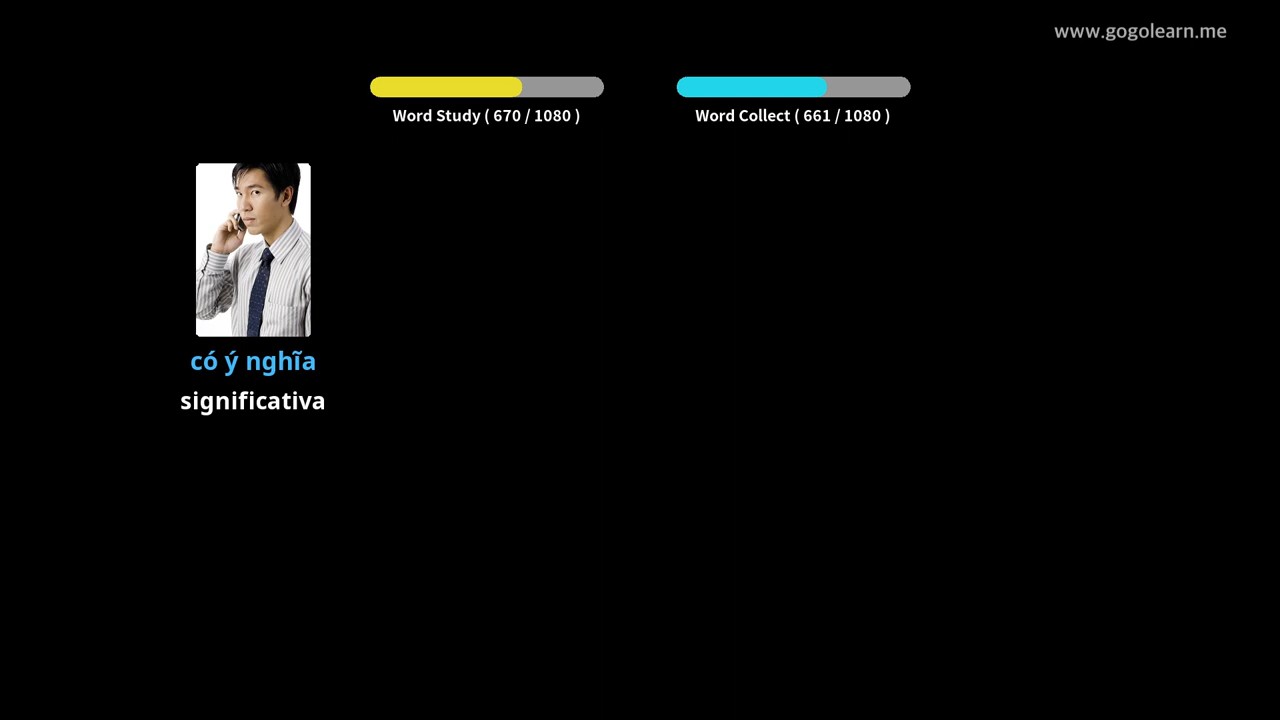 www.gogolearn.me
Word Study ( 670 / 1080 )
Word Collect ( 661 / 1080 )
có ý nghĩa
significativa